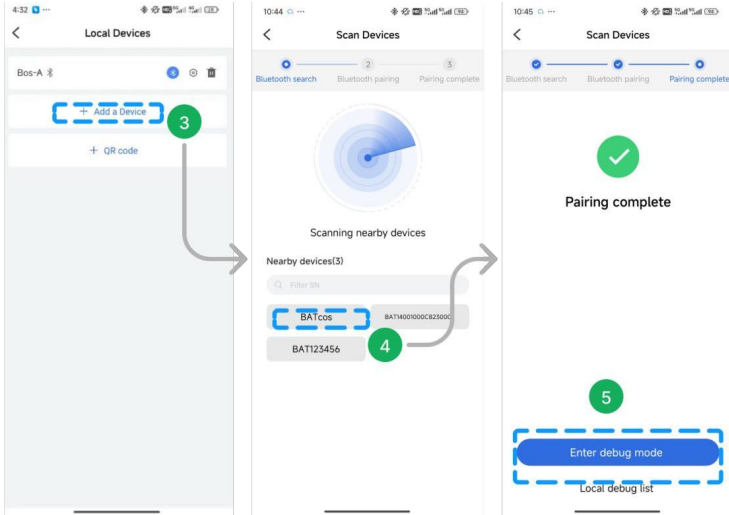 4:32
Local Devices
Bos-A
+ Add a Device
3
+ QR code
10:44
Scan Devices
2
3
Bluetooth search
Bluetooth pairing
Pairing complete
Scanning nearby devices
Nearby devices(3)
Filter SN
BATcos
BAT14001000C823000
BAT123456
4
10:45
Scan Devices
Bluetooth search
Bluetooth pairing
Pairing complete
Pairing complete
5
Enter debug mode
Local debug list